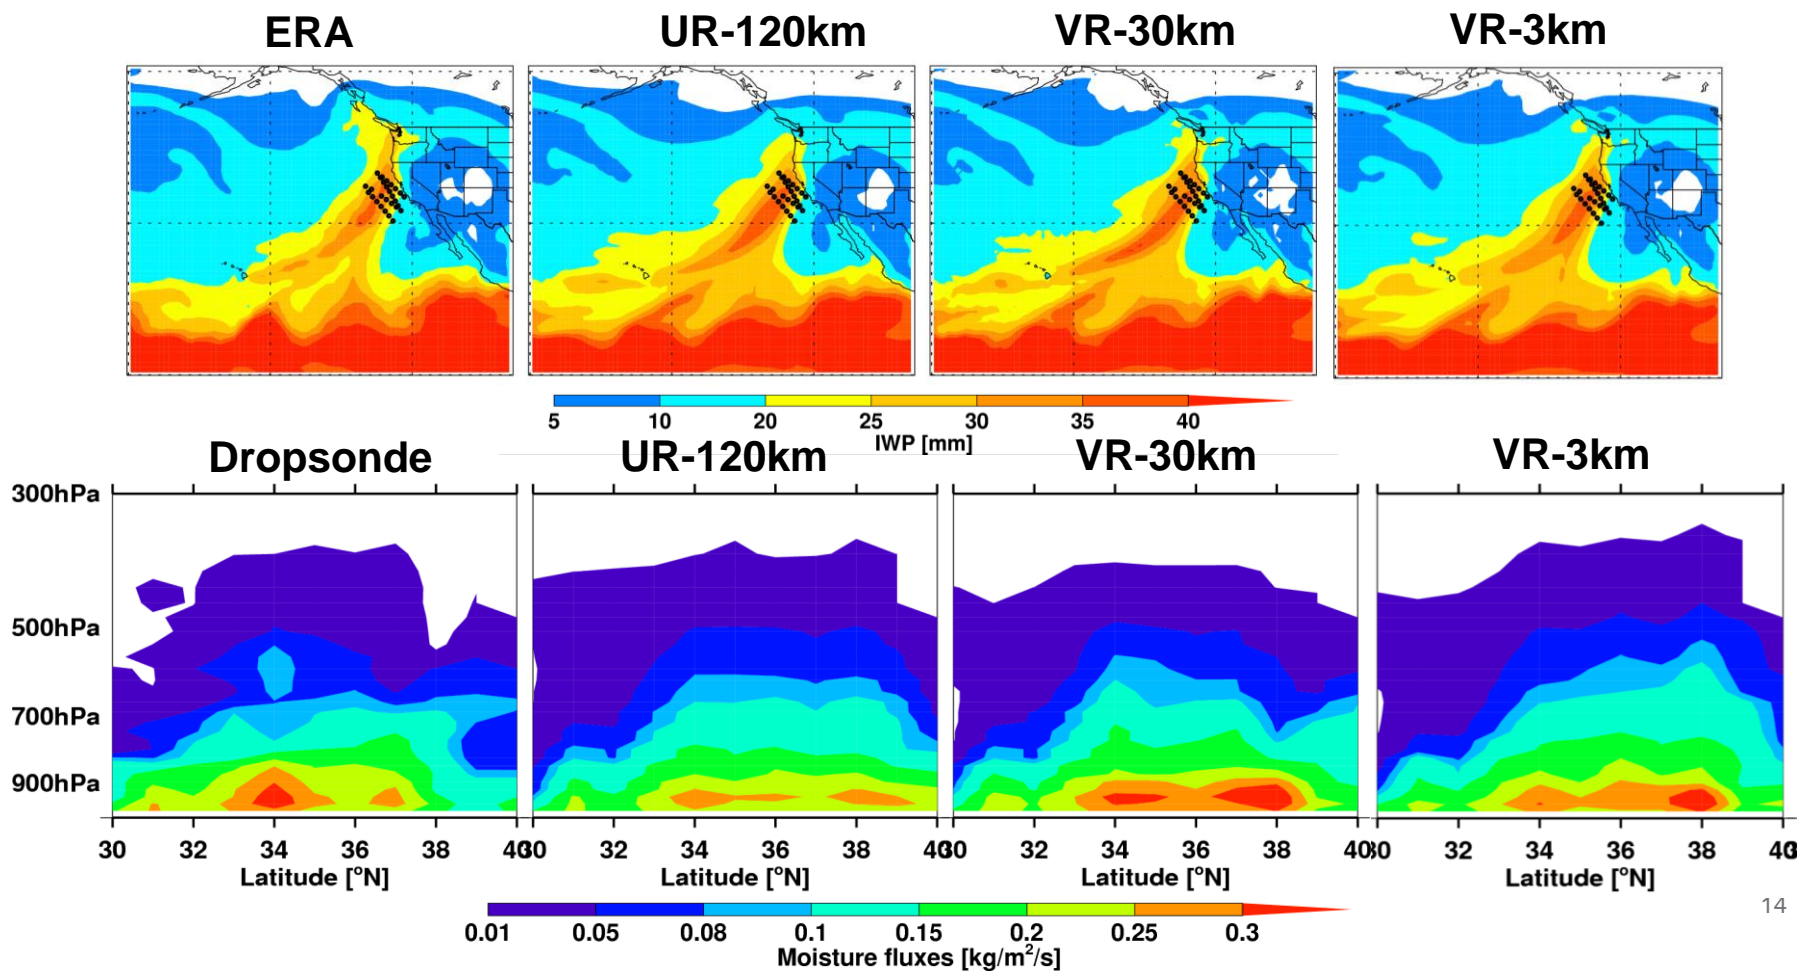 ERA UR-120km VR-30km VR-3km
5 10 20 25 30 35 40
IWP [mm]
Dropsonde UR-120km VR-30km VR-3km
300hPa
500hPa
700hPa
900hPa
30 32 34 36 38 40 30 32 34 36 38 40 30 32 34 36 38 40
Latitude [°N] Latitude [°N] Latitude [°N]
32 34 36 38 40
14
0.01 0.05 0.08 0.1 0.15 0.2 0.25 0.3
Moisture fluxes [kg/m²/s]